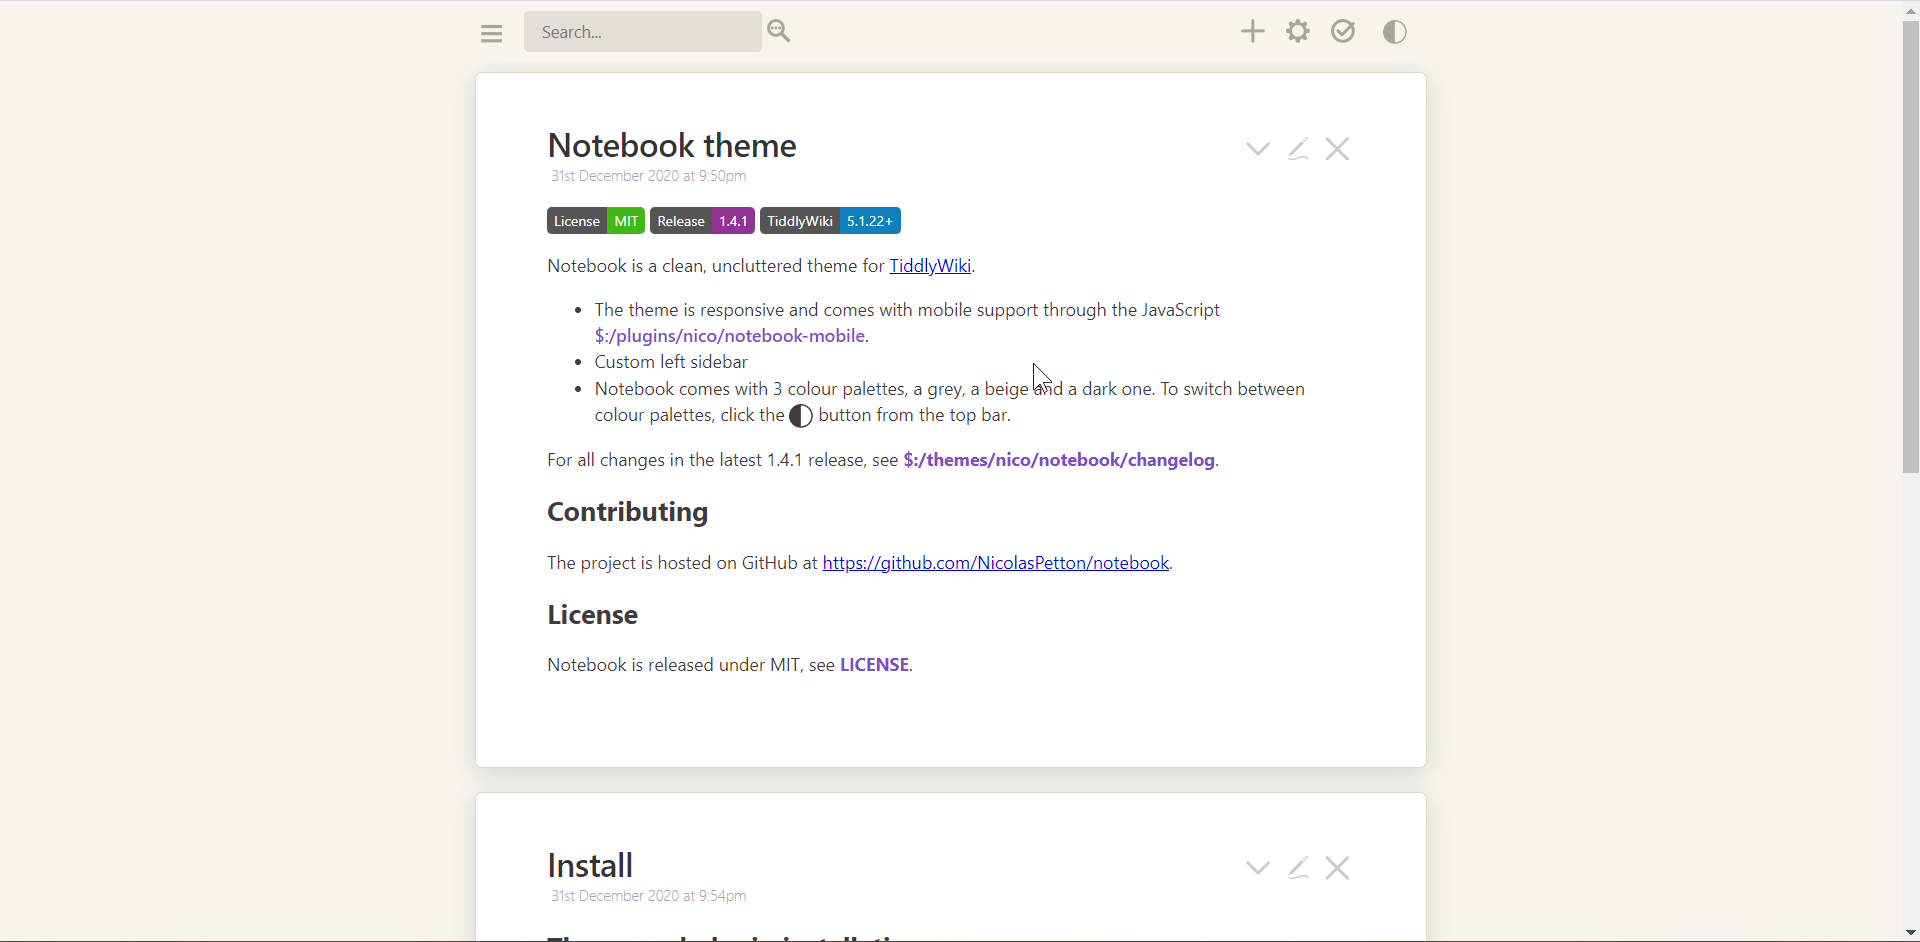 Search...
Notebook theme
31st December 2020 at 9:50pm
License MIT Release 1.4.1 TiddlyWiki 5.1.22+
Notebook is a clean, uncluttered theme for TiddlyWiki.
• The theme is responsive and comes with mobile support through the JavaScript
$:/plugins/nico/notebook-mobile.
• Custom left sidebar
• Notebook comes with 3 colour palettes, a grey, a beige and a dark one. To switch between
colour palettes, click the button from the top bar.
For all changes in the latest 1.4.1 release, see $:/themes/nico/notebook/changelog.
Contributing
The project is hosted on GitHub at https://github.com/NicolasPetton/notebook.
License
Notebook is released under MIT, see LICENSE.
Install
31st December 2020 at 9:54pm